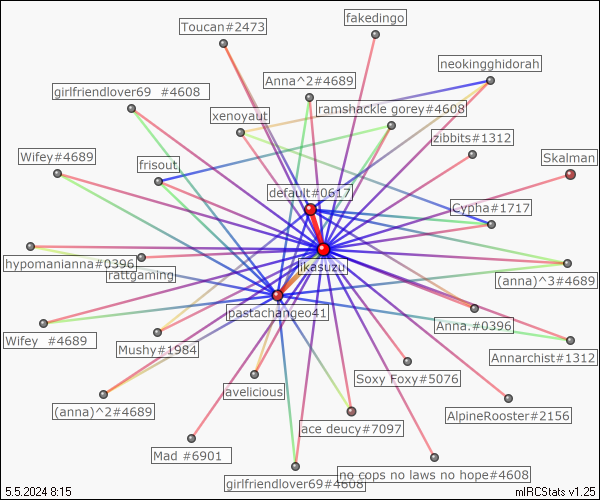 fakedingo
Toucan#2473
neokingghidorah
Anna^2#4689
girlfriendlover69 #4608
ramshackle gorey#4608
xenoyaut
zibbits#1312
Wifey#4689
Skalman
frisout
default#0617
Cypha#1717
hypomanianna#0396
likasuzu
rattgaming
(anna)^3#4689
pastachangeo41
Anna.#0396
Wifey #4689
Mushy#1984
Annarchist#1312
Soxy Foxy#5076
avelicious
(anna)^2#4689
AlpineRooster#2156
ace deucy#7097
Mad #6901
no cops no laws no hope#4608
girlfriendlover69#4608
5.5.2024 8:15
mIRCStats v1.25